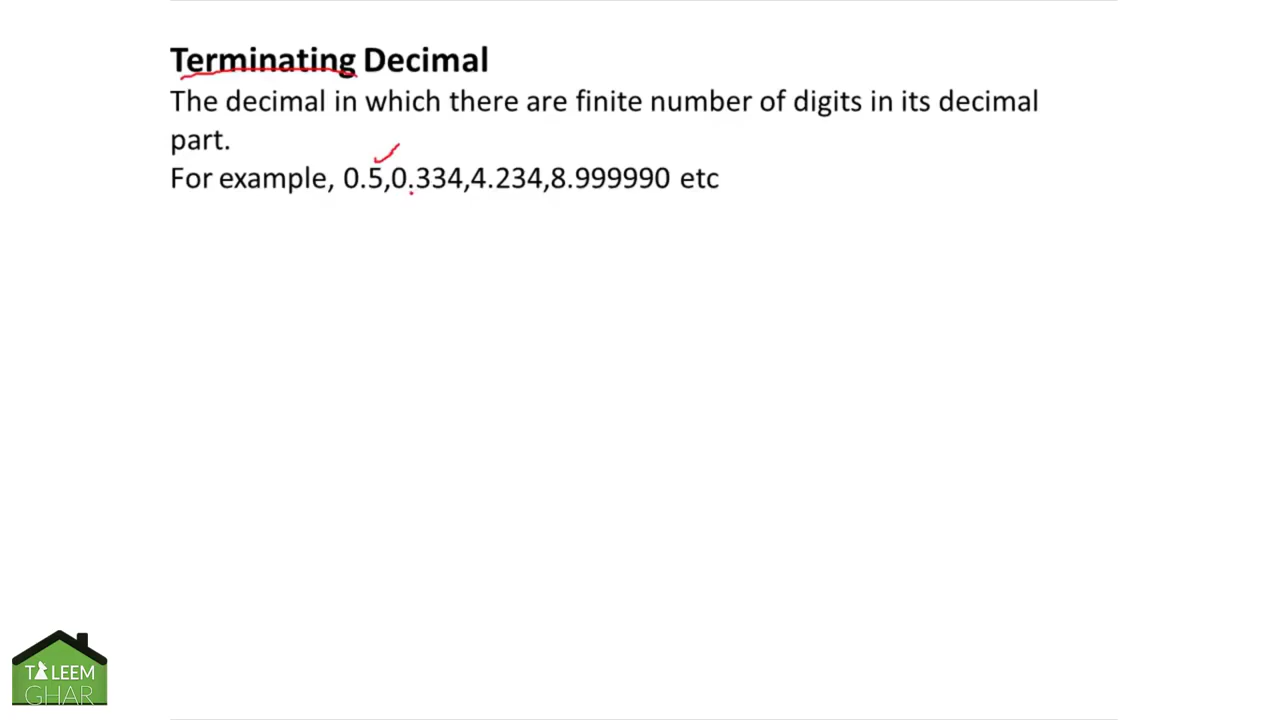 Terminating Decimal
The decimal in which there are finite number of digits in its decimal
part.
For example, 0.5,0.334,4.234,8.999990 etc
TALEEM
GHAR